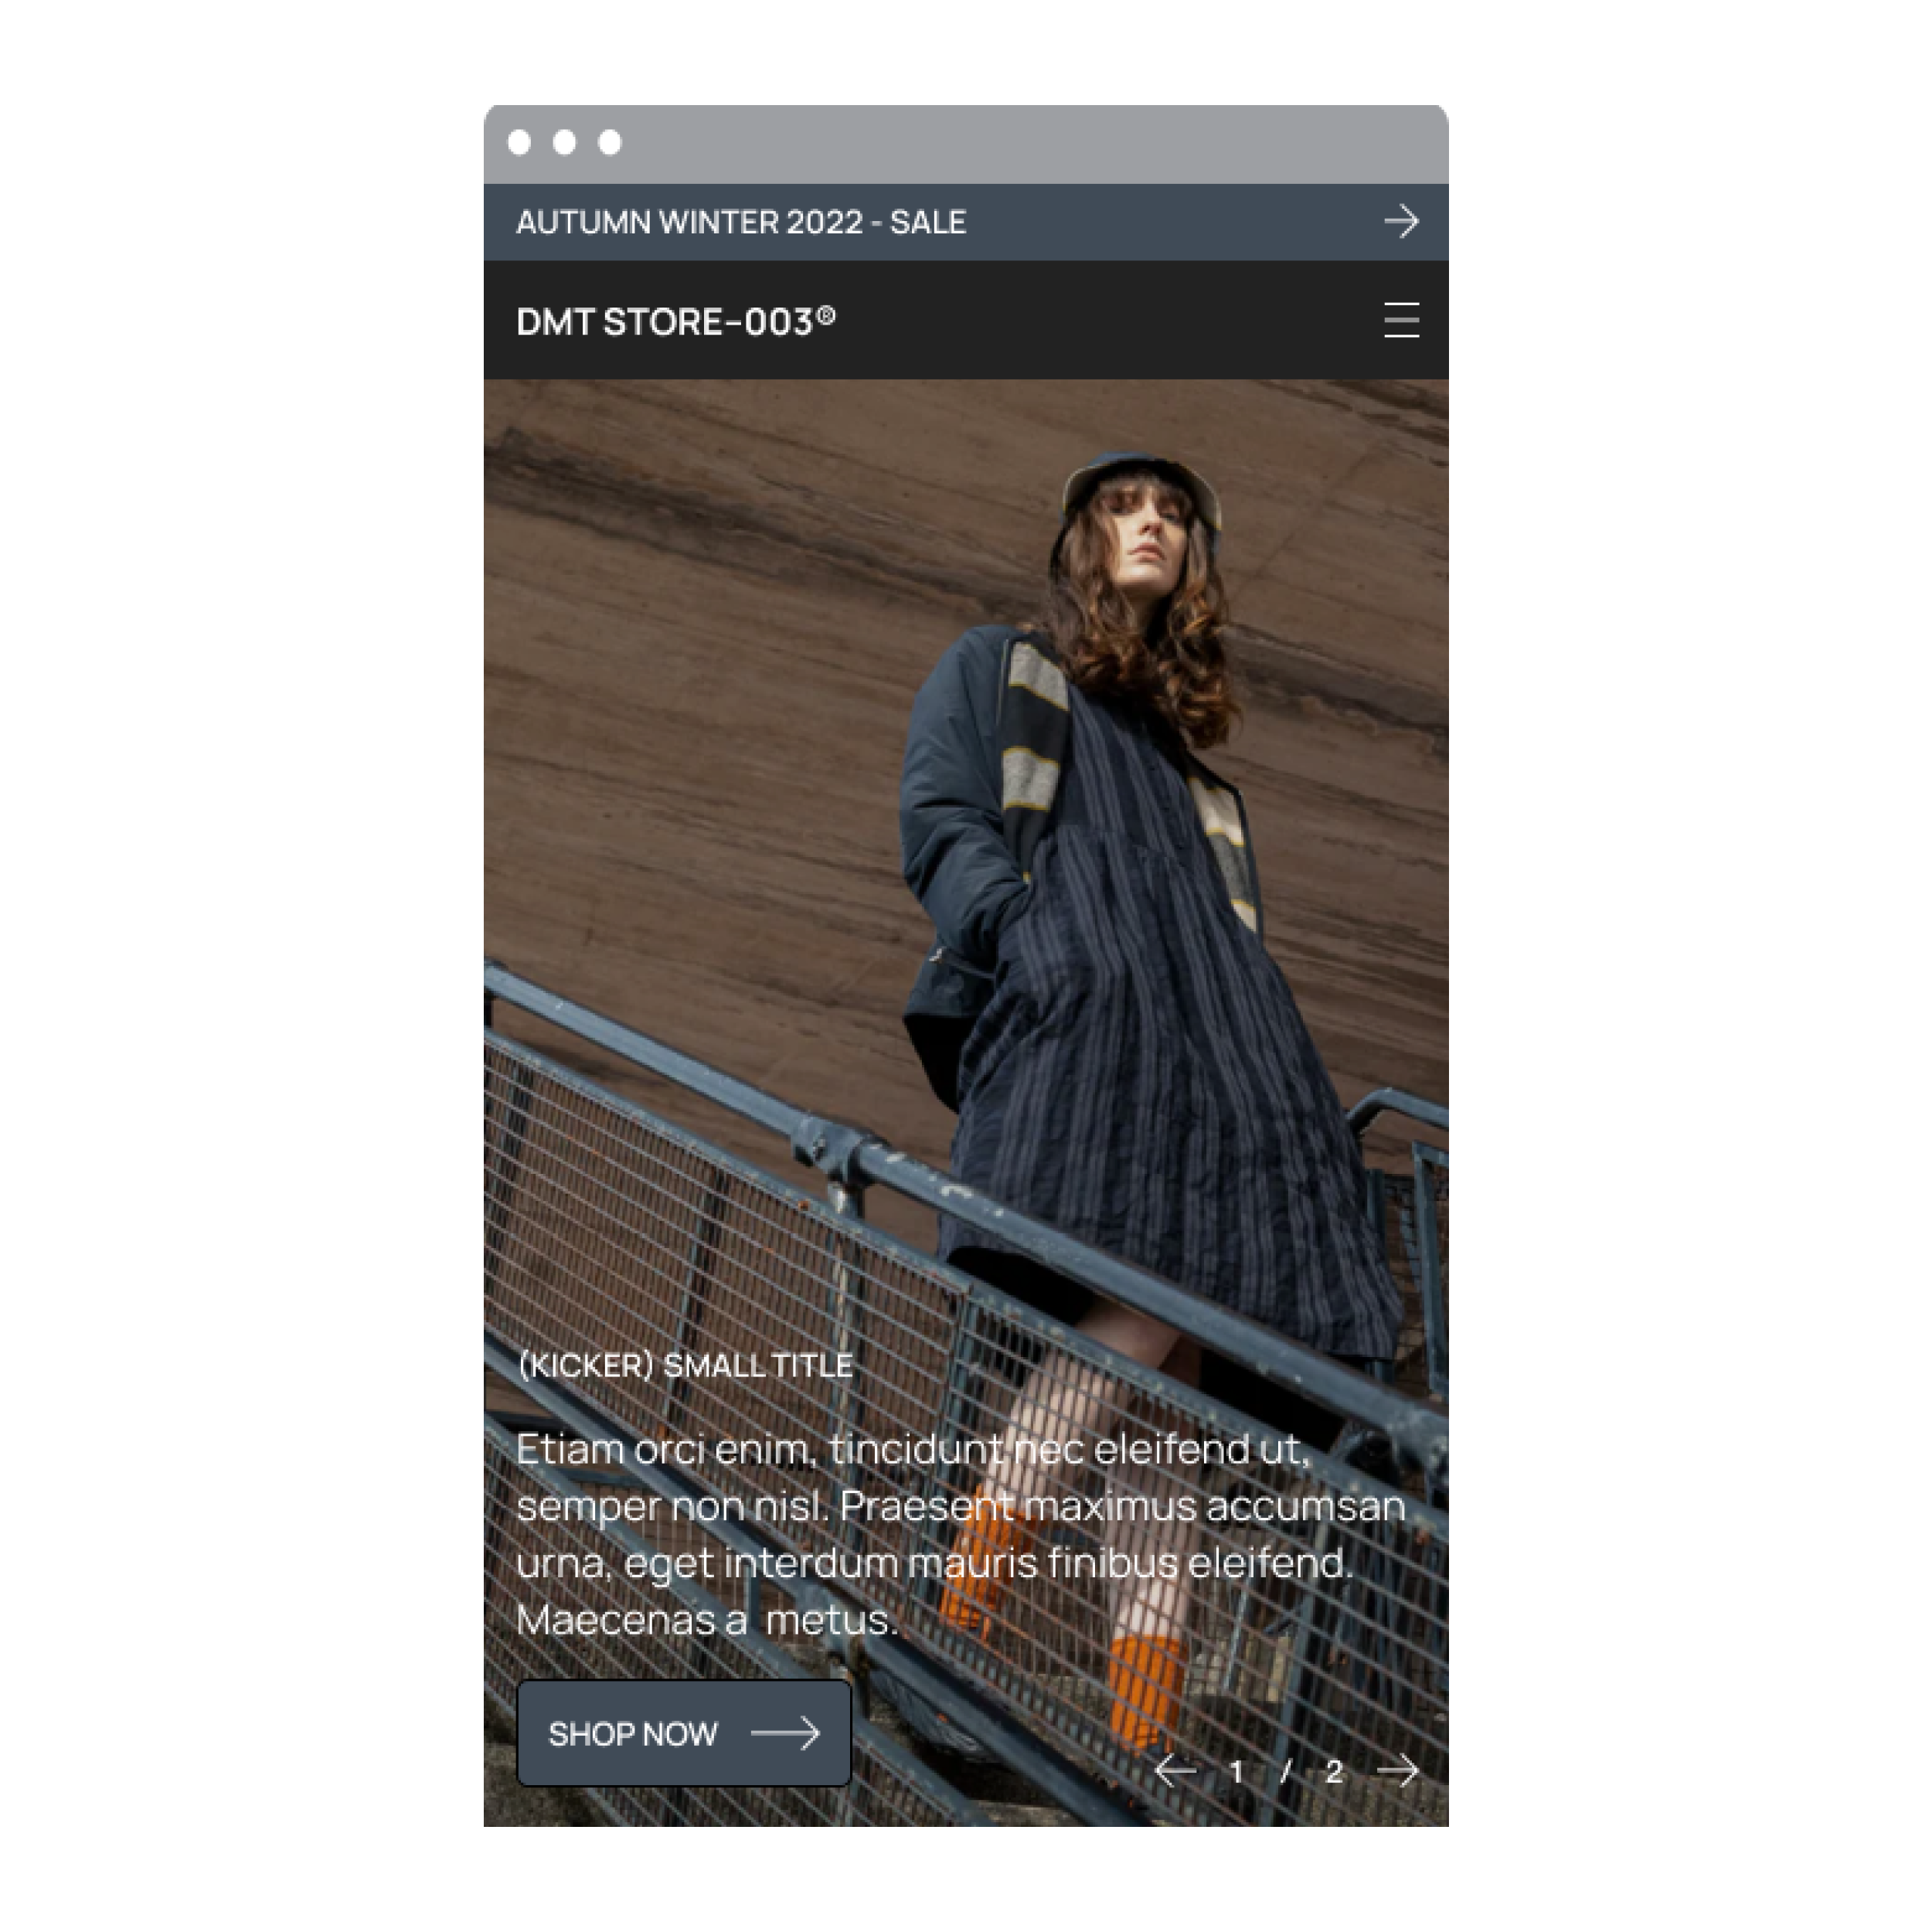 AUTUMN WINTER 2022 - SALE
DMT STORE–003®
(KICKER) SMALL TITLE
Etiam orci enim, tincidunt nec eleifend ut,
semper non nisl. Praesent maximus accumsan
urna, eget interdum mauris finibus eleifend.
Maecenas a  metus.
SHOP NOW
1 / 2